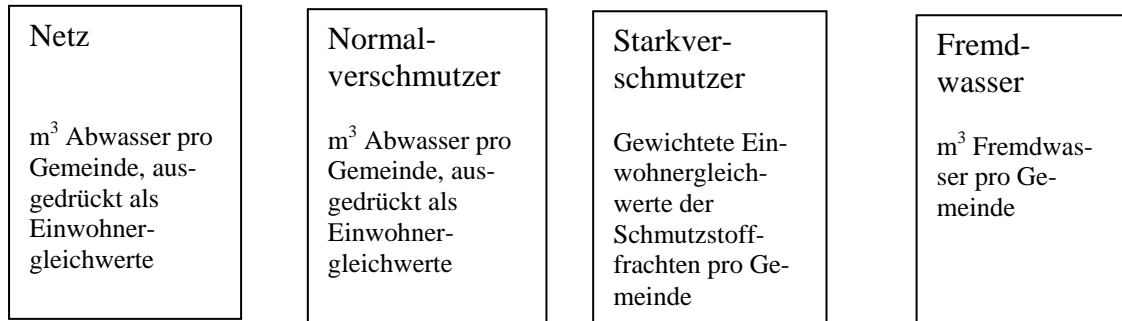 Netz
m³ Abwasser pro
Gemeinde, aus-
gedrückt als
Einwohner-
gleichwerte
Normal-
verschmutzer
m³ Abwasser pro
Gemeinde, aus-
gedrückt als
Einwohner-
gleichwerte
Starkver-
schmutzer
Gewichtete Ein-
wohnergleich-
werte der
Schmutzstoff-
frachten pro Ge-
meinde
Fremd-
wasser
m³ Fremdwas-
ser pro Ge-
meinde